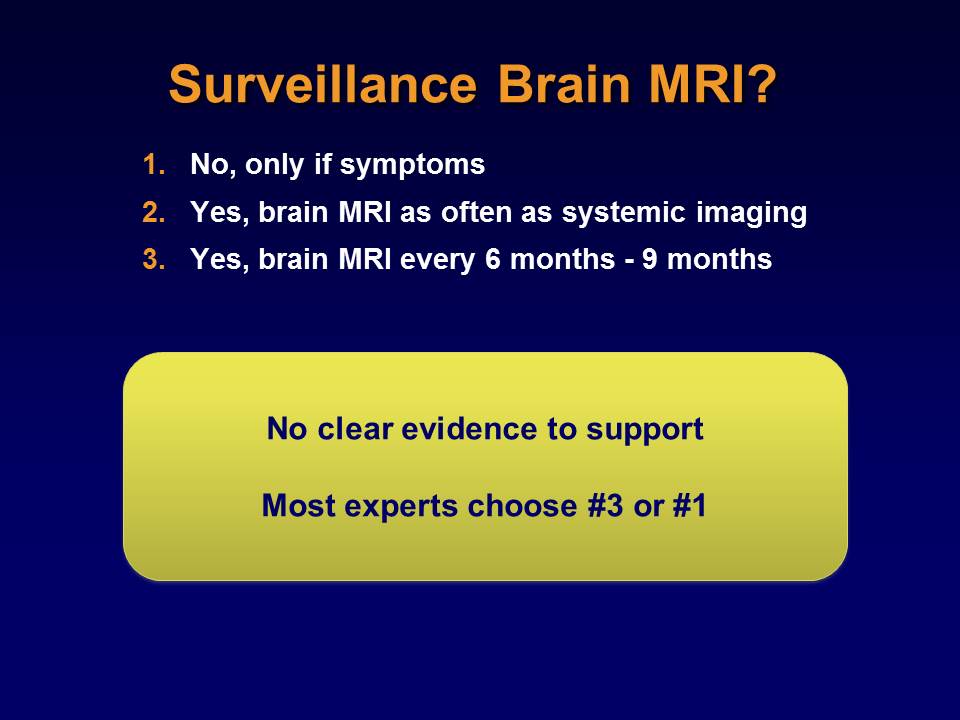 Surveillance Brain MRI?
1. No, only if symptoms
2. Yes, brain MRI as often as systemic imaging
3. Yes, brain MRI every 6 months - 9 months
No clear evidence to support
Most experts choose #3 or #1